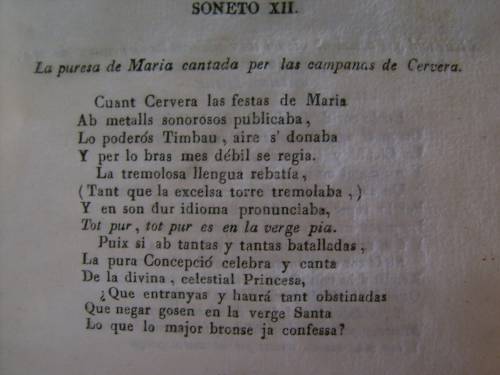 SONETO XII.
La puresa de Maria cantada per las campanas de Cervera.
Cuant Cervera las festas de Maria
Ab metalls sonorosos publicaba,
Lo poderós Timbau, aire s' donaba
Y per lo bras mes débil se regia.
La tremolosa llengua rebatía,
(Tant que la excelsa torre tremolaba,)
Y en son dur idioma pronunciaba,
Tot pur, tot pur es en la verge pia.
Puix si ab tantas y tantas batalladas,
La pura Concepció celebra y canta
De la divina, celestial Princesa,
¿Que entranyas y haurá tant obstinadas
Que negar gosen en la verge Santa
Lo que lo major bronse ja confessa?